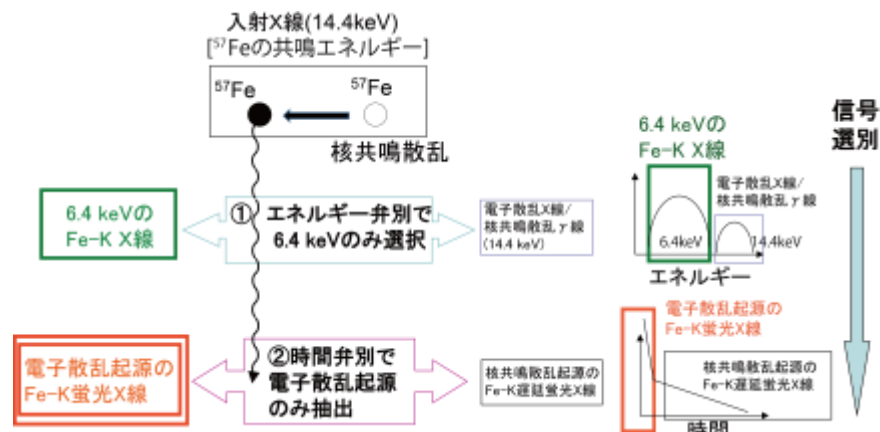 入射X線(14.4keV)
[⁵⁷Feの共鳴エネルギー]
⁵⁷Fe
⁵⁷Fe
核共鳴散乱
信号
選別
6.4 keVの
Fe-K X線
6.4 keVの
Fe-K X線
① エネルギー弁別で
6.4 keVのみ選択
電子散乱X線/
核共鳴散乱γ線
(14.4 keV)
電子散乱X線/
核共鳴散乱γ線
6.4keV
14.4keV
エネルギー
電子散乱起源の
Fe-K蛍光X線
②時間弁別で
電子散乱起源
のみ抽出
核共鳴散乱起源の
Fe-K遅延蛍光X線
電子散乱起源の
Fe-K蛍光X線
核共鳴散乱起源の
Fe-K遅延蛍光X線
時間